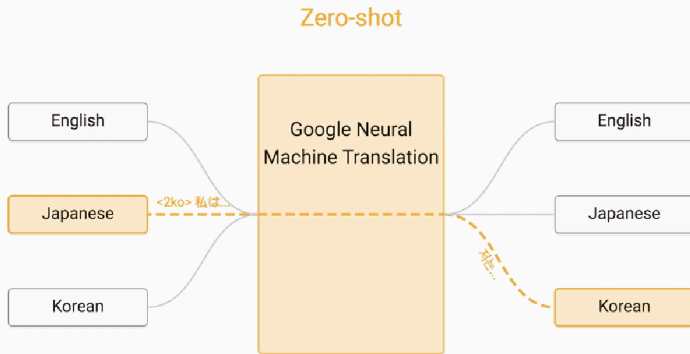 Zero-shot
English
Google Neural
Machine Translation
English
Japanese
<2ko> 私は...
Japanese
저는...
Korean
Korean